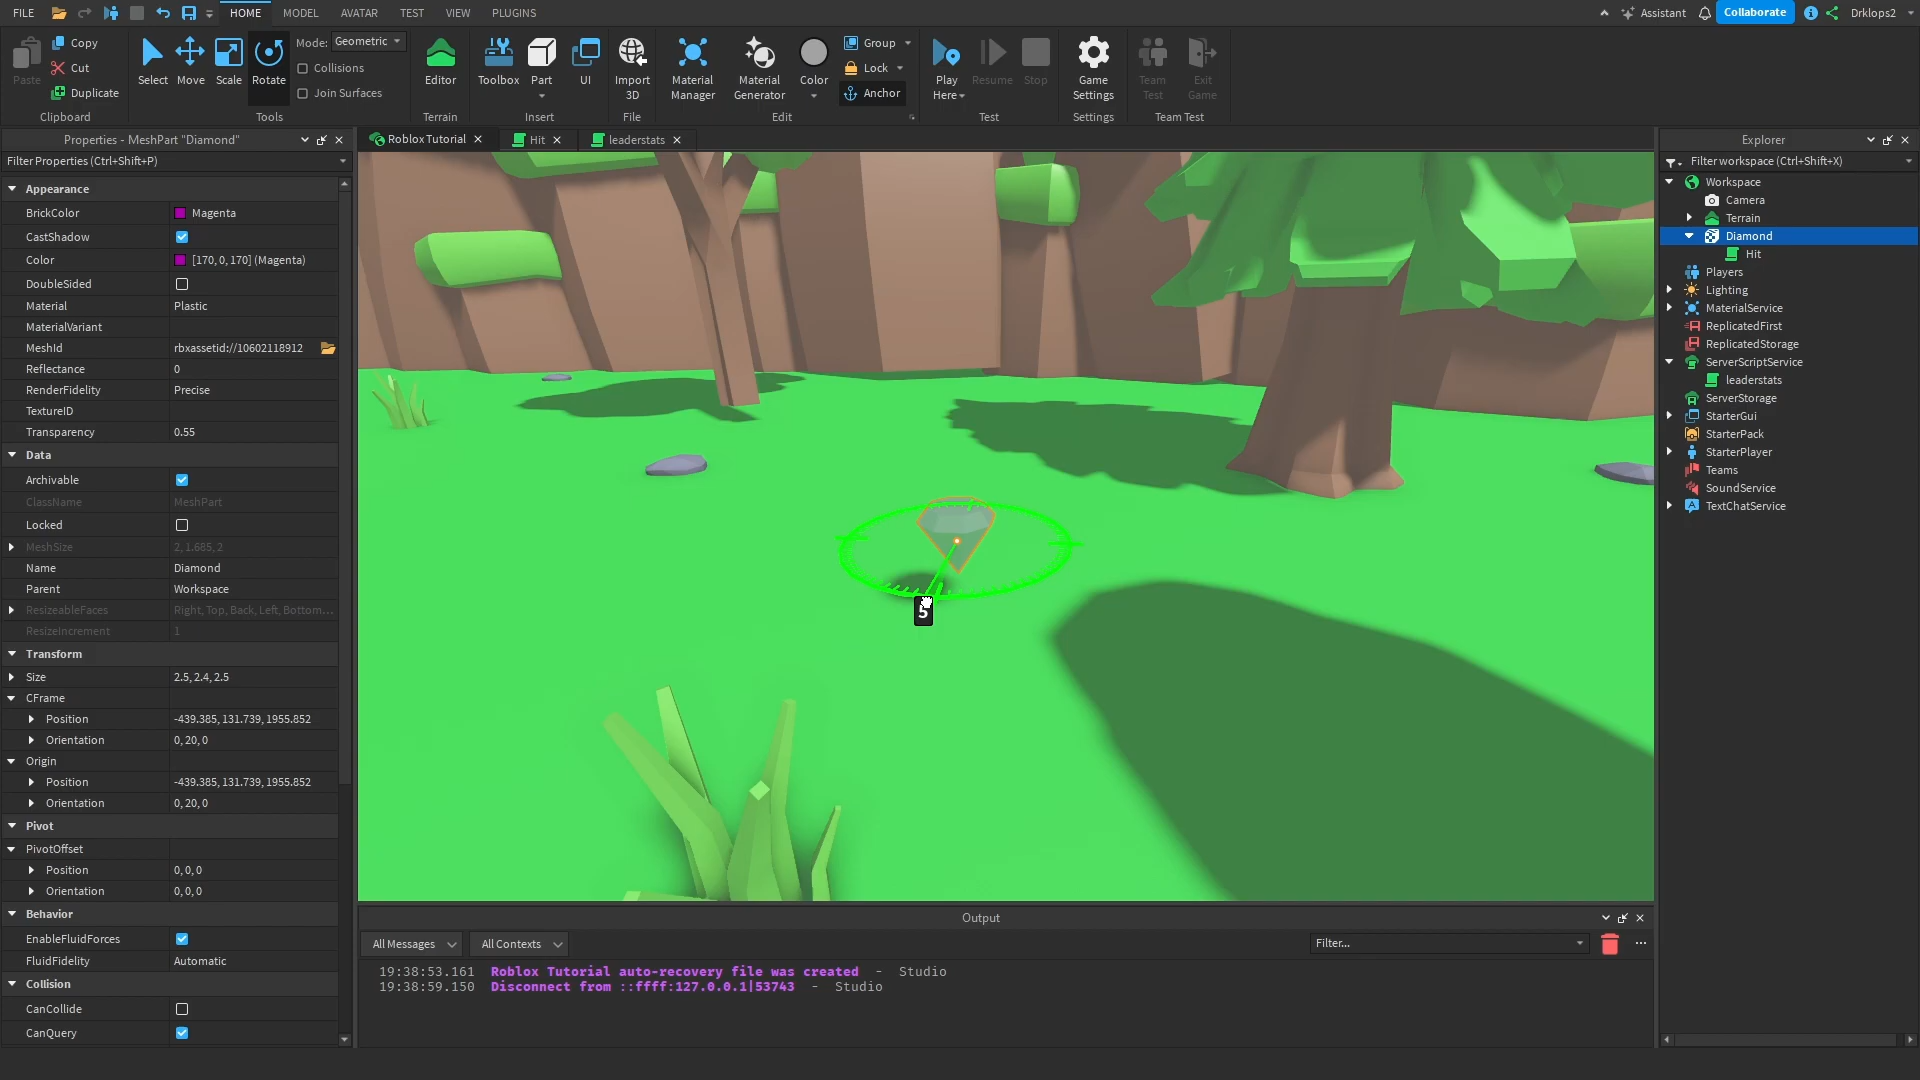 FILE HOME MODEL AVATAR TEST VIEW PLUGINS Assistant Collaborate Drklops2
Paste Copy Cut Duplicate Clipboard
Select Move Scale Rotate Mode: Geometric Collisions Join Surfaces Tools
Editor Terrain
Toolbox Part UI Insert
Import 3D File
Material Manager Material Generator Color Group Lock Anchor Edit
Play Here Resume Stop Test
Game Settings Settings
Team Test Exit Game Team Test
Properties - MeshPart "Diamond"
Filter Properties (Ctrl+Shift+P)
Appearance
BrickColor Magenta
CastShadow
Color [170, 0, 170] (Magenta)
DoubleSided
Material Plastic
MaterialVariant
MeshId rbxassetid://10602118912
Reflectance 0
RenderFidelity Precise
TextureID
Transparency 0.55
Data
Archivable
ClassName MeshPart
Locked
MeshSize 2, 1.685, 2
Name Diamond
Parent Workspace
ResizeableFaces Right, Top, Back, Left, Bottom...
ResizeIncrement 1
Transform
Size 2.5, 2.4, 2.5
CFrame
Position -439.385, 131.739, 1955.852
Orientation 0, 20, 0
Origin
Position -439.385, 131.739, 1955.852
Orientation 0, 20, 0
Pivot
PivotOffset
Position 0, 0, 0
Orientation 0, 0, 0
Behavior
EnableFluidForces
FluidFidelity Automatic
Collision
CanCollide
CanQuery
Roblox Tutorial Hit leaderstats
5
Output
All Messages All Contexts Filter...
19:38:53.161 Roblox Tutorial auto-recovery file was created - Studio
19:38:59.150 Disconnect from ::ffff:127.0.0.1|53743 - Studio
Explorer
Filter workspace (Ctrl+Shift+X)
Workspace
Camera
Terrain
Diamond
Hit
Players
Lighting
MaterialService
ReplicatedFirst
ReplicatedStorage
ServerScriptService
leaderstats
ServerStorage
StarterGui
StarterPack
StarterPlayer
Teams
SoundService
TextChatService